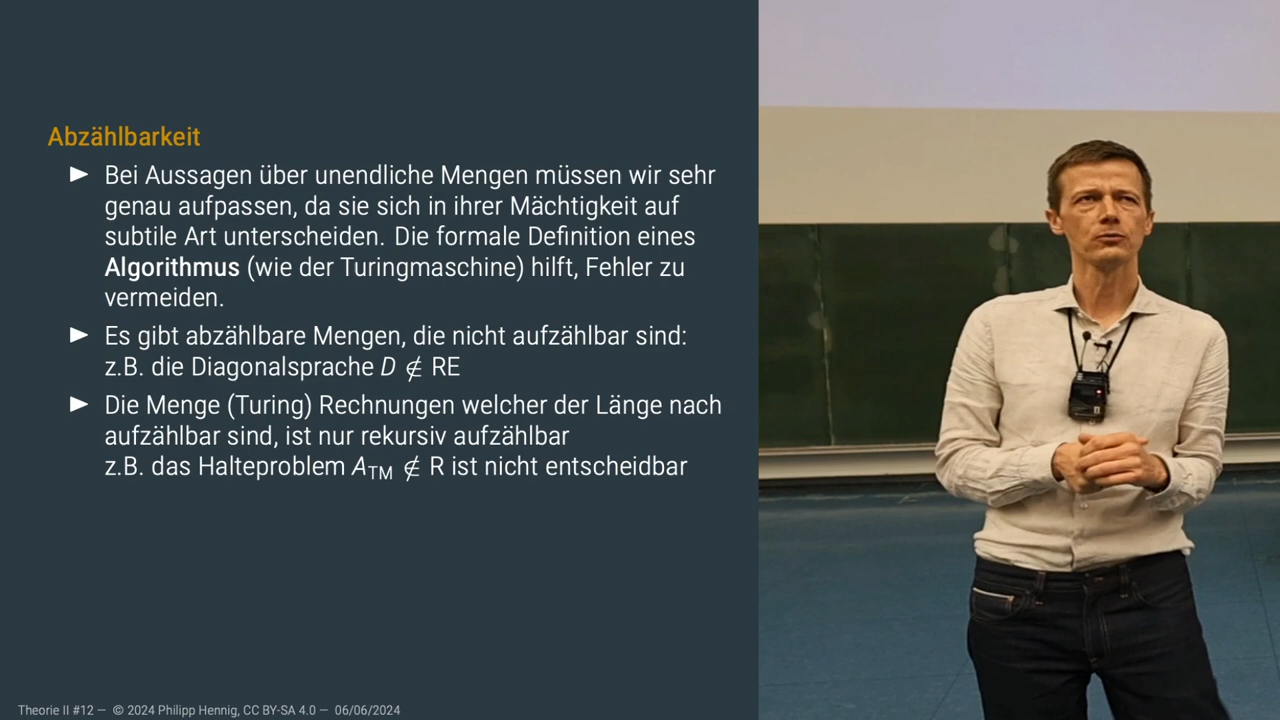 Abzählbarkeit
► Bei Aussagen über unendliche Mengen müssen wir sehr
genau aufpassen, da sie sich in ihrer Mächtigkeit auf
subtile Art unterscheiden. Die formale Definition eines
Algorithmus (wie der Turingmaschine) hilft, Fehler zu
vermeiden.
► Es gibt abzählbare Mengen, die nicht aufzählbar sind:
z.B. die Diagonalsprache D ∉ RE
► Die Menge (Turing) Rechnungen welcher der Länge nach
aufzählbar sind, ist nur rekursiv aufzählbar
z.B. das Halteproblem A_TM ∉ R ist nicht entscheidbar
Theorie II #12 — © 2024 Philipp Hennig, CC BY-SA 4.0 — 06/06/2024